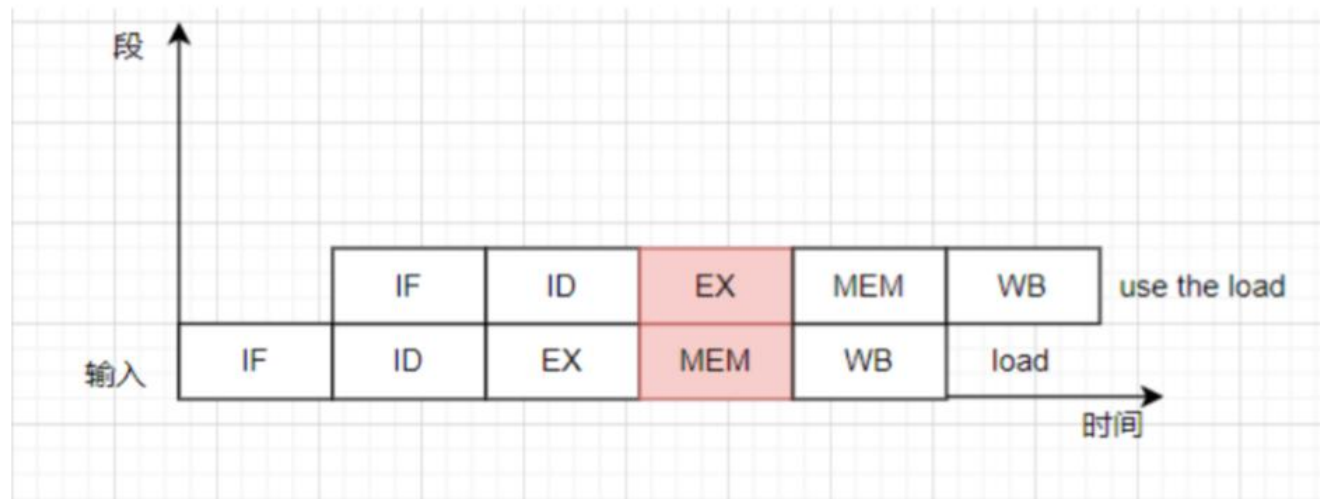 段
IF ID EX MEM WB use the load
输入 IF ID EX MEM WB load
时间